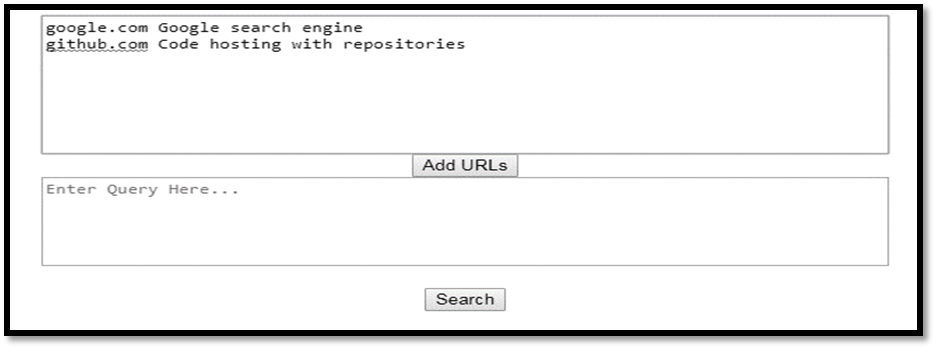 google.com Google search engine
github.com Code hosting with repositories
Add URLs
Enter Query Here...
Search